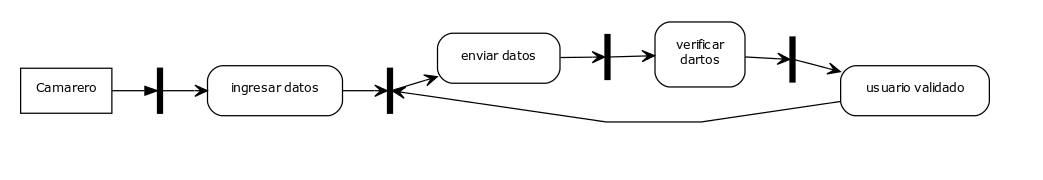 Camarero
ingresar datos
enviar datos
verificar
dartos
usuario validado